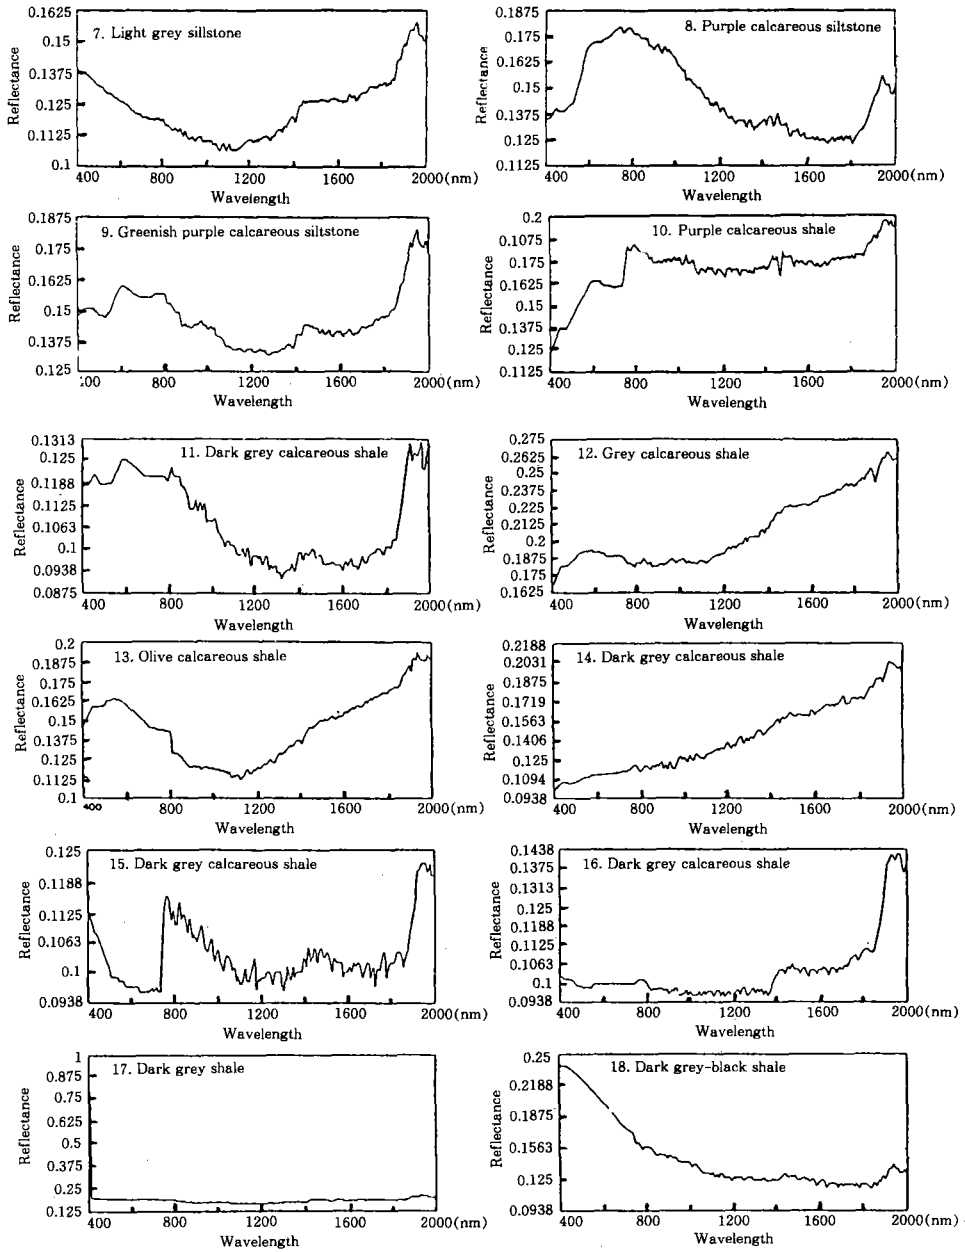 0.1625
7. Light grey sillstone
0.15
0.1375
0.125
0.1125
0.1
Reflectance
400 800 1200 1600 2000(nm)
Wavelength
0.1875
8. Purple calcareous siltstone
0.175
0.1625
0.15
0.1375
0.125
0.1125
Reflectance
400 800 1200 1600 2000(nm)
Wavelength
0.1875
9. Greenish purple calcareous siltstone
0.175
0.1625
0.15
0.1375
0.125
Reflectance
400 800 1200 1600 2000(nm)
Wavelength
0.2
10. Purple calcareous shale
0.1075
0.175
0.1625
0.15
0.1375
0.125
0.1125
Reflectance
400 800 1200 1600 2000(nm)
Wavelength
0.1313
11. Dark grey calcareous shale
0.125
0.1188
0.1125
0.1063
0.1
0.0938
0.0875
Reflectance
400 800 1200 1600 2000(nm)
Wavelength
0.275
12. Grey calcareous shale
0.2625
0.25
0.2375
0.225
0.2125
0.2
0.1875
0.175
0.1625
Reflectance
400 800 1200 1600 2000(nm)
Wavelength
0.2
13. Olive calcareous shale
0.1875
0.175
0.1625
0.15
0.1375
0.125
0.1125
0.1
Reflectance
400 800 1200 1600 2000(nm)
Wavelength
0.2188
0.2031
14. Dark grey calcareous shale
0.1875
0.1719
0.1563
0.1406
0.125
0.1094
0.0938
Reflectance
400 800 1200 1600 2000(nm)
Wavelength
0.125
15. Dark grey calcareous shale
0.1188
0.1125
0.1063
0.1
0.0938
Reflectance
400 800 1200 1600 2000(nm)
Wavelength
0.1438
16. Dark grey calcareous shale
0.1375
0.1313
0.125
0.1188
0.1125
0.1063
0.1
0.0938
Reflectance
400 800 1200 1600 2000(nm)
Wavelength
1
17. Dark grey shale
0.875
0.75
0.625
0.5
0.375
0.25
0.125
Reflectance
400 800 1200 1600 2000(nm)
Wavelength
0.25
18. Dark grey-black shale
0.2188
0.1875
0.1563
0.125
0.0938
Reflectance
400 800 1200 1600 2000(nm)
Wavelength